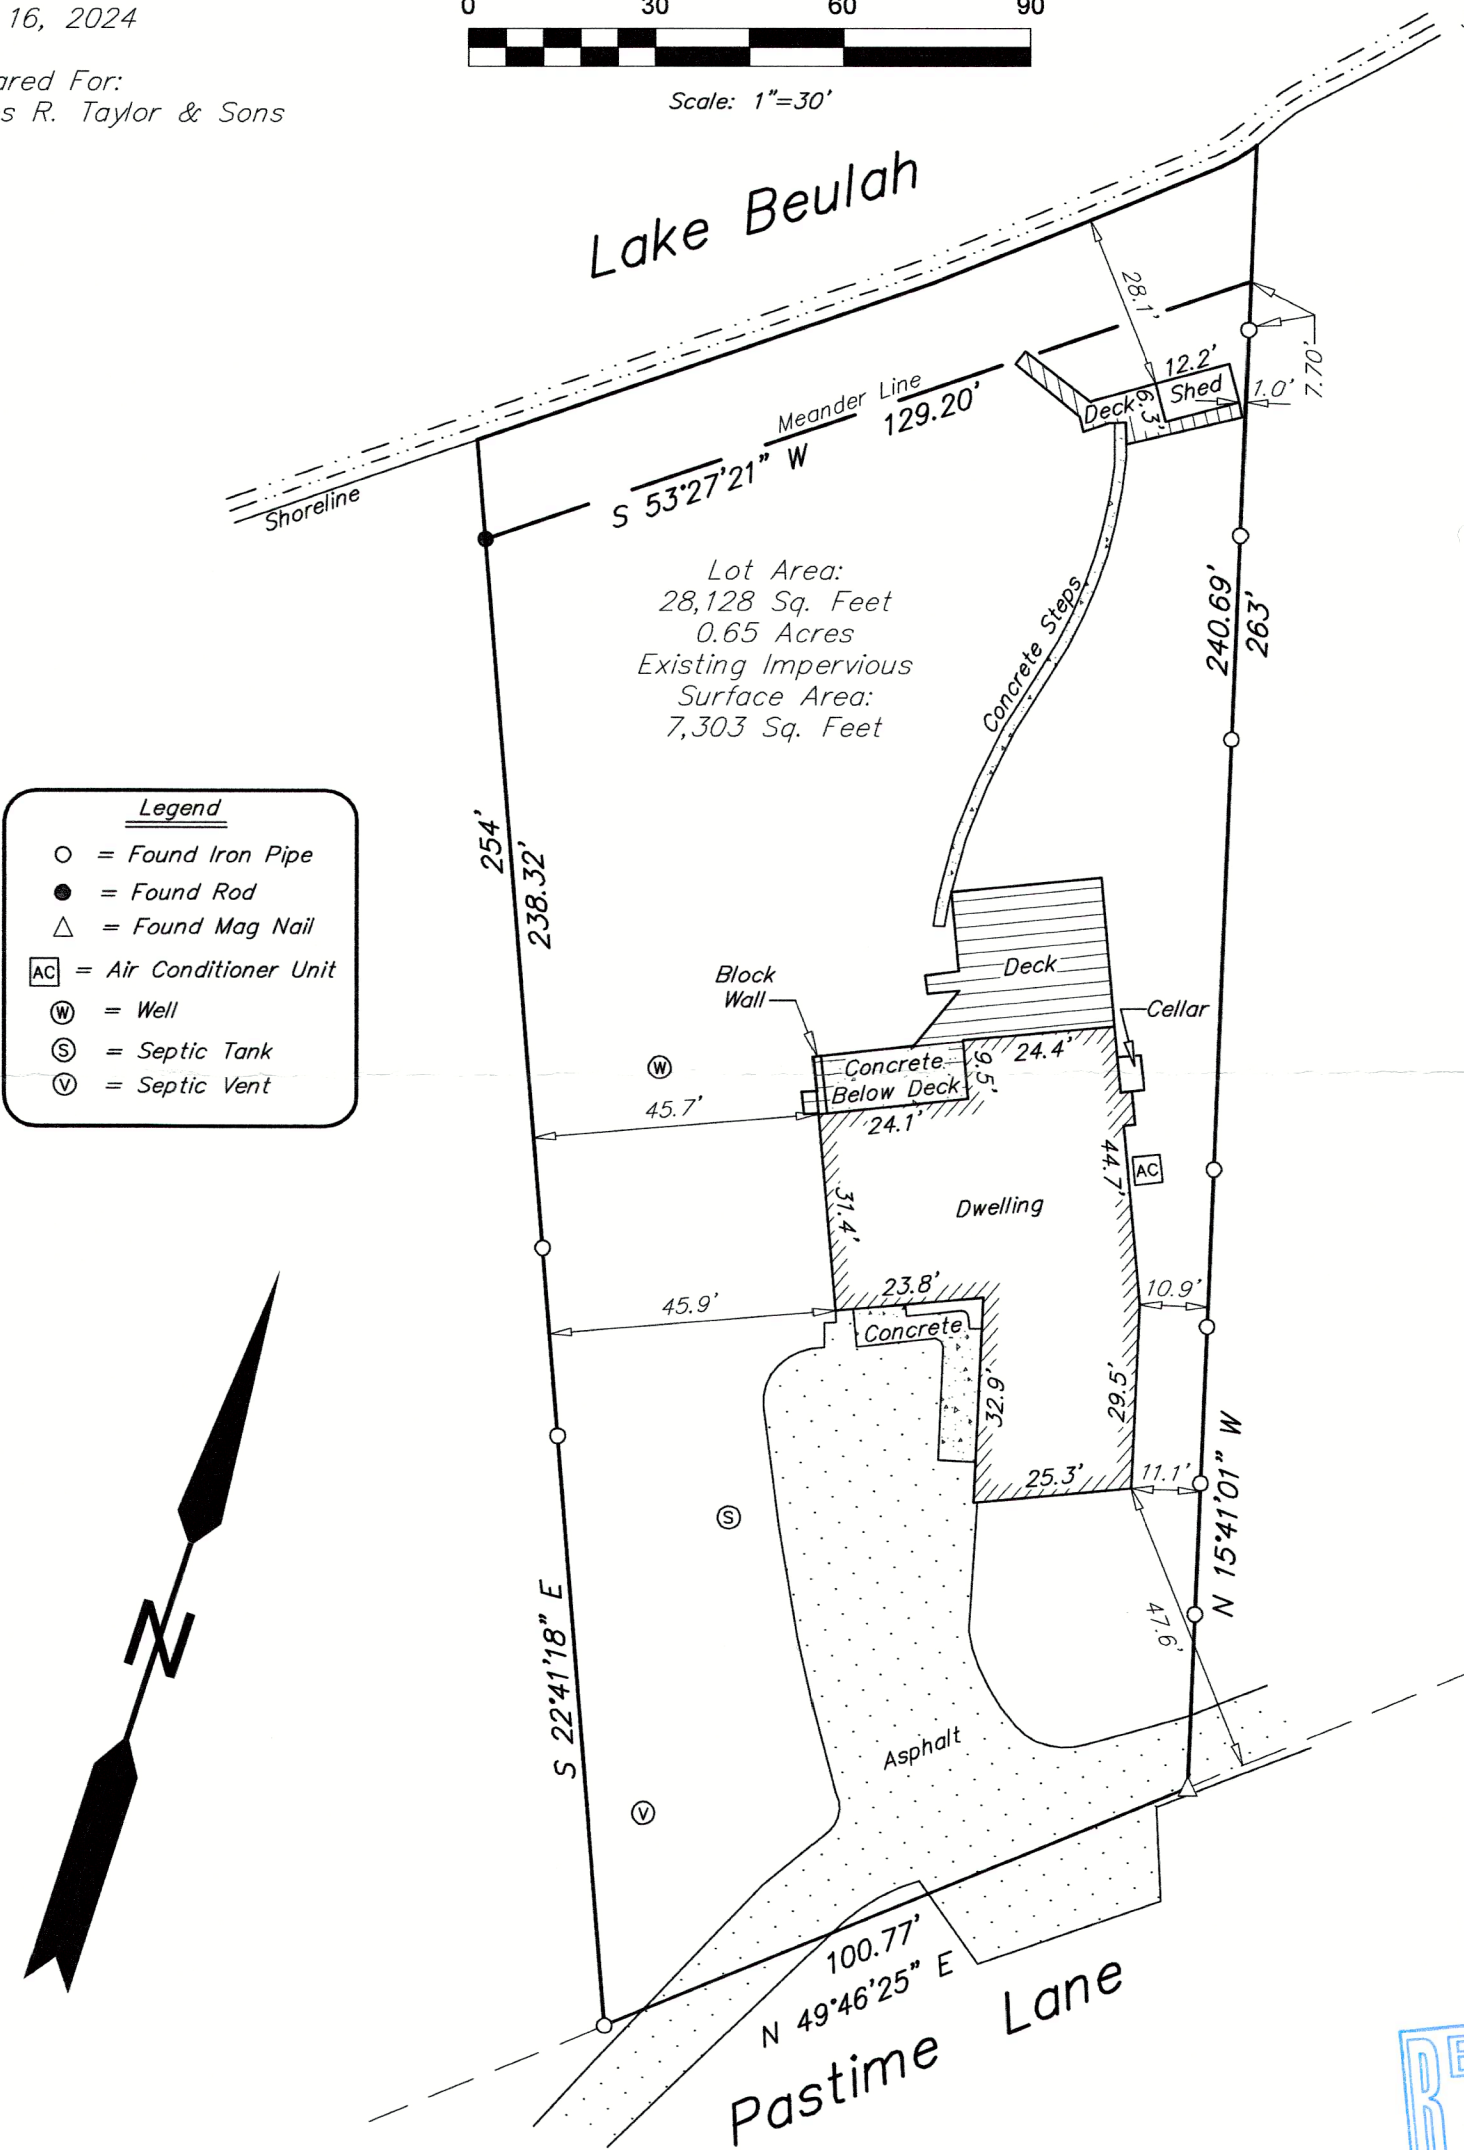 16, 2024
ared For:
s R. Taylor & Sons
0 30 60 90
Scale: 1"=30'
Lake Beulah
28.1'
7.70'
12.2'
Shed
1.0'
6.3'
Deck
Meander Line
129.20'
S 53°27'21" W
Shoreline
Lot Area:
28,128 Sq. Feet
0.65 Acres
Existing Impervious
Surface Area:
7,303 Sq. Feet
Concrete Steps
240.69'
263'
254'
238.32'
Legend
= Found Iron Pipe
= Found Rod
= Found Mag Nail
AC = Air Conditioner Unit
W = Well
S = Septic Tank
V = Septic Vent
Block
Wall
Deck
Cellar
W
Concrete
Below Deck
9.5'
24.4'
45.7'
24.1'
44.7'
AC
31.4'
Dwelling
23.8'
10.9'
45.9'
Concrete
32.9'
29.5'
25.3'
11.1'
N 15°41'01" W
S
47.6'
N
S 22°41'18" E
Asphalt
V
100.77'
N 49°46'25" E
Pastime Lane